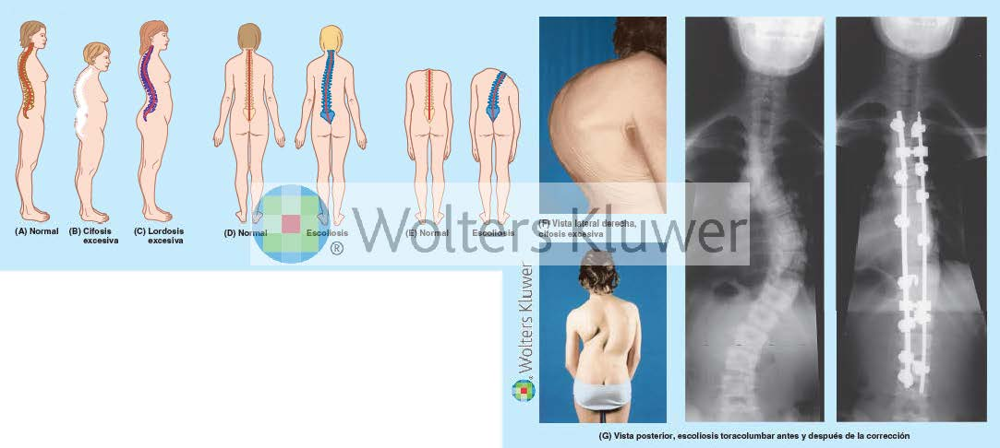 (A) Normal
(B) Cifosis
excesiva
(C) Lordosis
excesiva
(D) Normal
Escoliosis
(E) Normal
Escoliosis
(F) Vista lateral derecha,
cifosis excesiva
Wolters Kluwer
®
Wolters Kluwer
®
(G) Vista posterior, escoliosis toracolumbar antes y después de la corrección